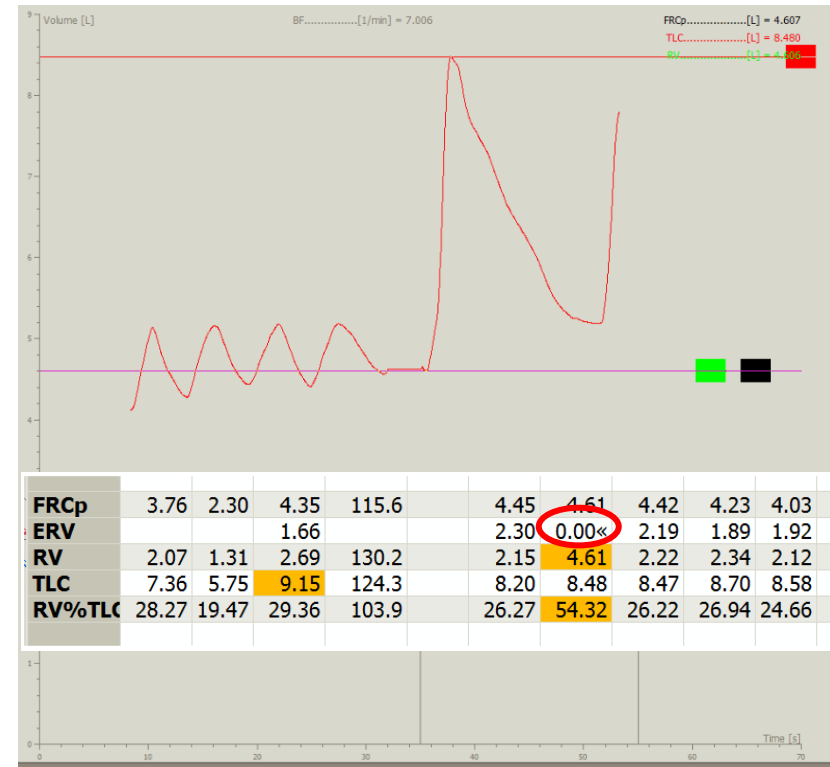 9 Volume [L] BF................[1/min] = 7.006 FRCp..................[L] = 4.607
TLC...................[L] = 8.480
RV....................[L] = 4.606
8
7
6
5
4
FRCp 3.76 2.30 4.35 115.6 4.45 4.61 4.42 4.23 4.03
ERV 1.66 2.30 0.00« 2.19 1.89 1.92
RV 2.07 1.31 2.69 130.2 2.15 4.61 2.22 2.34 2.12
TLC 7.36 5.75 9.15 124.3 8.20 8.48 8.47 8.70 8.58
RV%TLC 28.27 19.47 29.36 103.9 26.27 54.32 26.22 26.94 24.66
1
Time [s]
0
0 10 20 30 40 50 60 70